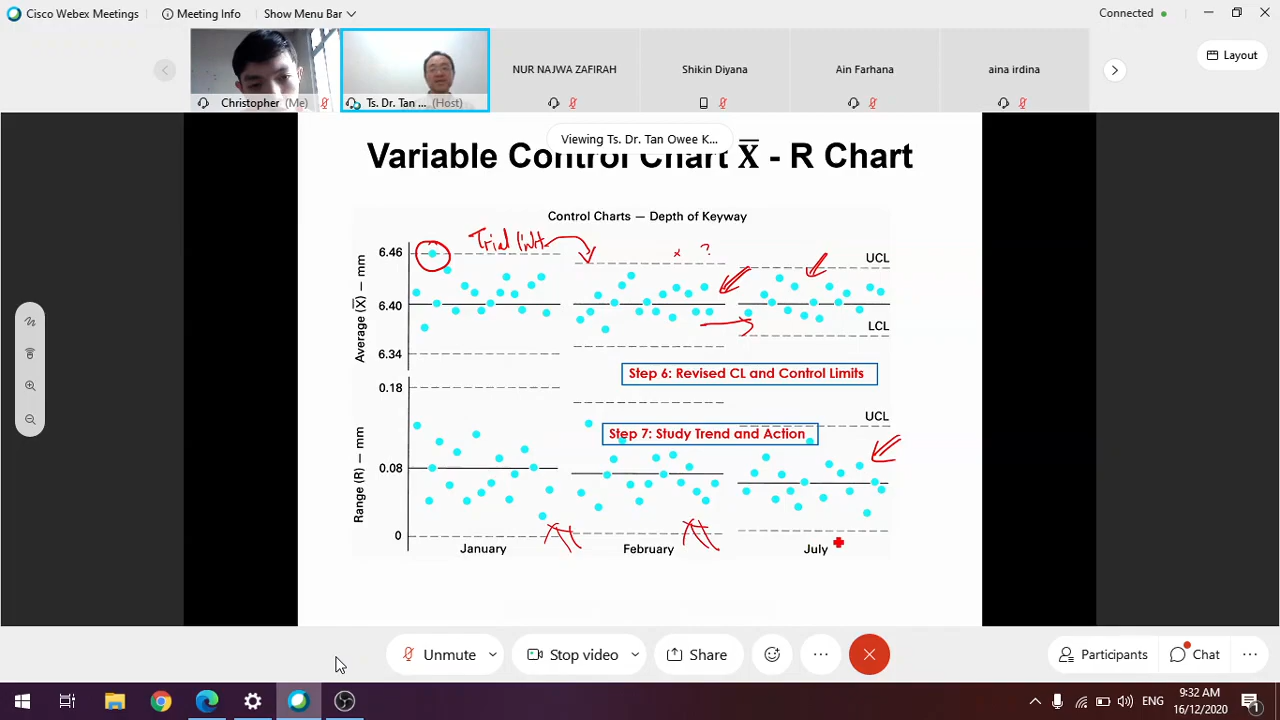 Cisco Webex Meetings
Meeting Info
Show Menu Bar
Connected
Christopher (Me)
Ts. Dr. Tan ... (Host)
NUR NAJWA ZAFIRAH
Shikin Diyana
Ain Farhana
aina irdina
Layout
Viewing Ts. Dr. Tan Owee K...
Variable Control Chart X̿ - R Chart
Control Charts — Depth of Keyway
Trial limit
x ?
6.46
6.40
6.34
Average (X̄) — mm
UCL
LCL
Step 6: Revised CL and Control Limits
0.18
0.08
0
Range (R) — mm
UCL
Step 7: Study Trend and Action
January
February
July
Unmute
Stop video
Share
Participants
Chat
ENG
9:32 AM
16/12/2020
1